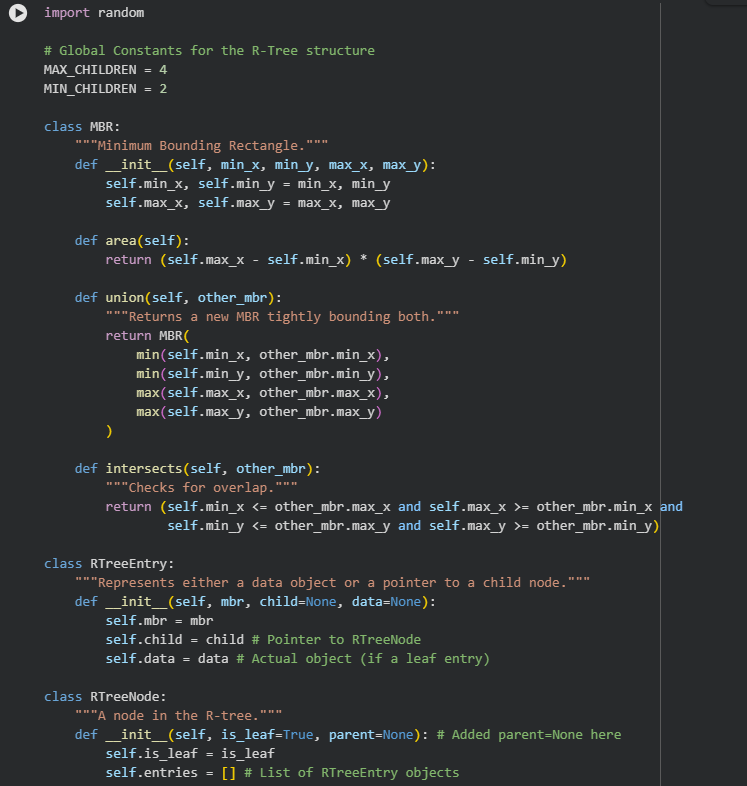 import random

# Global Constants for the R-Tree structure
MAX_CHILDREN = 4
MIN_CHILDREN = 2

class MBR:
    """Minimum Bounding Rectangle."""
    def __init__(self, min_x, min_y, max_x, max_y):
        self.min_x, self.min_y = min_x, min_y
        self.max_x, self.max_y = max_x, max_y

    def area(self):
        return (self.max_x - self.min_x) * (self.max_y - self.min_y)

    def union(self, other_mbr):
        """Returns a new MBR tightly bounding both."""
        return MBR(
            min(self.min_x, other_mbr.min_x),
            min(self.min_y, other_mbr.min_y),
            max(self.max_x, other_mbr.max_x),
            max(self.max_y, other_mbr.max_y)
        )

    def intersects(self, other_mbr):
        """Checks for overlap."""
        return (self.min_x <= other_mbr.max_x and self.max_x >= other_mbr.min_x and
                self.min_y <= other_mbr.max_y and self.max_y >= other_mbr.min_y)

class RTreeEntry:
    """Represents either a data object or a pointer to a child node."""
    def __init__(self, mbr, child=None, data=None):
        self.mbr = mbr
        self.child = child # Pointer to RTreeNode
        self.data = data # Actual object (if a leaf entry)

class RTreeNode:
    """A node in the R-tree."""
    def __init__(self, is_leaf=True, parent=None): # Added parent=None here
        self.is_leaf = is_leaf
        self.entries = [] # List of RTreeEntry objects